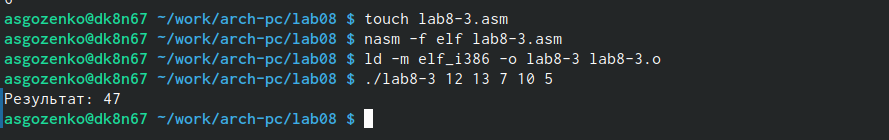 asgozenko@dk8n67 ~/work/arch-pc/lab08 $ touch lab8-3.asm
asgozenko@dk8n67 ~/work/arch-pc/lab08 $ nasm -f elf lab8-3.asm
asgozenko@dk8n67 ~/work/arch-pc/lab08 $ ld -m elf_i386 -o lab8-3 lab8-3.o
asgozenko@dk8n67 ~/work/arch-pc/lab08 $ ./lab8-3 12 13 7 10 5
Результат: 47
asgozenko@dk8n67 ~/work/arch-pc/lab08 $